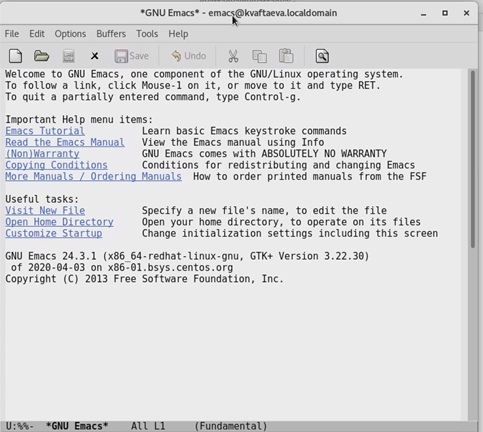 *GNU Emacs* - emacs@kvaftaeva.localdomain
File Edit Options Buffers Tools Help
Save Undo
Welcome to GNU Emacs, one component of the GNU/Linux operating system.
To follow a link, click Mouse-1 on it, or move to it and type RET.
To quit a partially entered command, type Control-g.
Important Help menu items:
Emacs Tutorial Learn basic Emacs keystroke commands
Read the Emacs Manual View the Emacs manual using Info
(Non)Warranty GNU Emacs comes with ABSOLUTELY NO WARRANTY
Copying Conditions Conditions for redistributing and changing Emacs
More Manuals / Ordering Manuals How to order printed manuals from the FSF
Useful tasks:
Visit New File Specify a new file's name, to edit the file
Open Home Directory Open your home directory, to operate on its files
Customize Startup Change initialization settings including this screen
GNU Emacs 24.3.1 (x86_64-redhat-linux-gnu, GTK+ Version 3.22.30)
of 2020-04-03 on x86-01.bsys.centos.org
Copyright (C) 2013 Free Software Foundation, Inc.
U:%%- *GNU Emacs* All L1 (Fundamental)